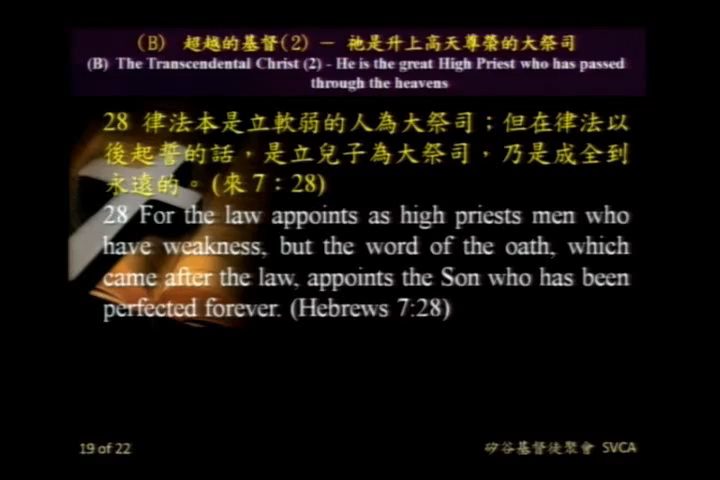 (B) 超越的基督(2) － 祂是升上高天尊榮的大祭司
(B) The Transcendental Christ (2) - He is the great High Priest who has passed
through the heavens
28 律法本是立軟弱的人為大祭司；但在律法以
後起誓的話，是立兒子為大祭司，乃是成全到
永遠的。(來 7：28)
28 For the law appoints as high priests men who
have weakness, but the word of the oath, which
came after the law, appoints the Son who has been
perfected forever. (Hebrews 7:28)
19 of 22
矽谷基督徒聚會 SVCA